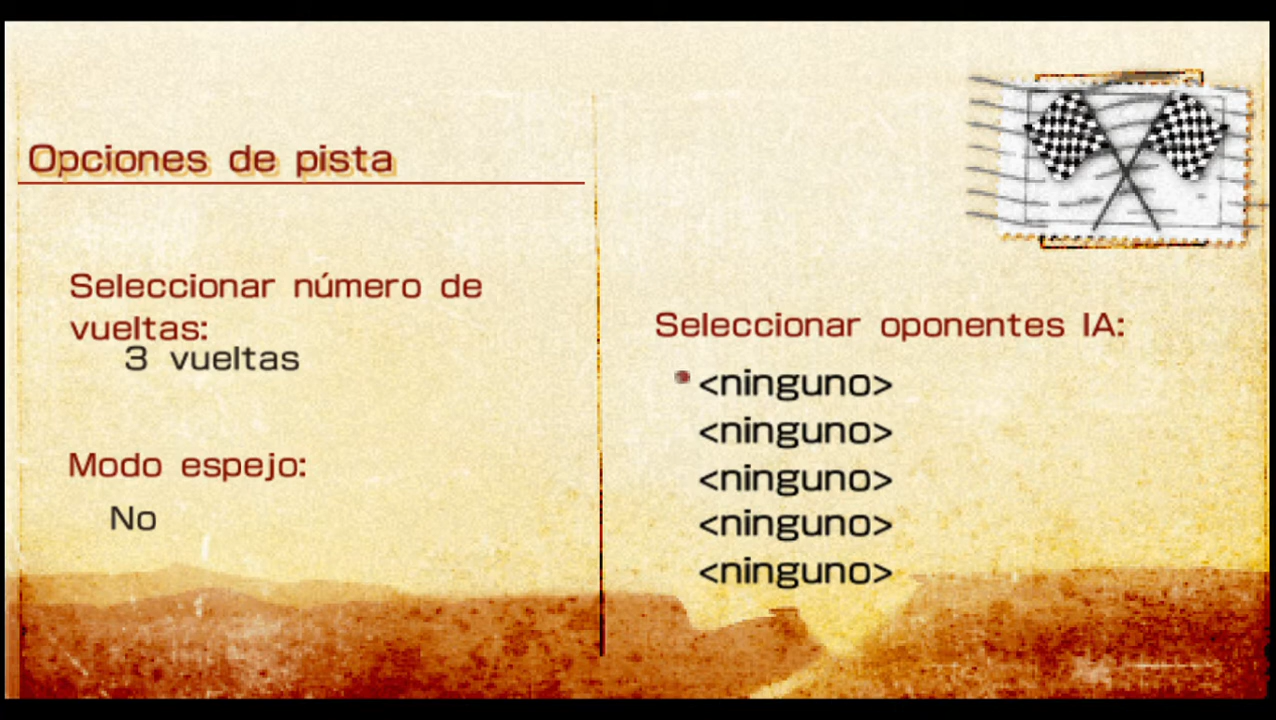 Opciones de pista
Seleccionar número de
vueltas:
3 vueltas
Modo espejo:
No
Seleccionar oponentes IA:
<ninguno>
<ninguno>
<ninguno>
<ninguno>
<ninguno>